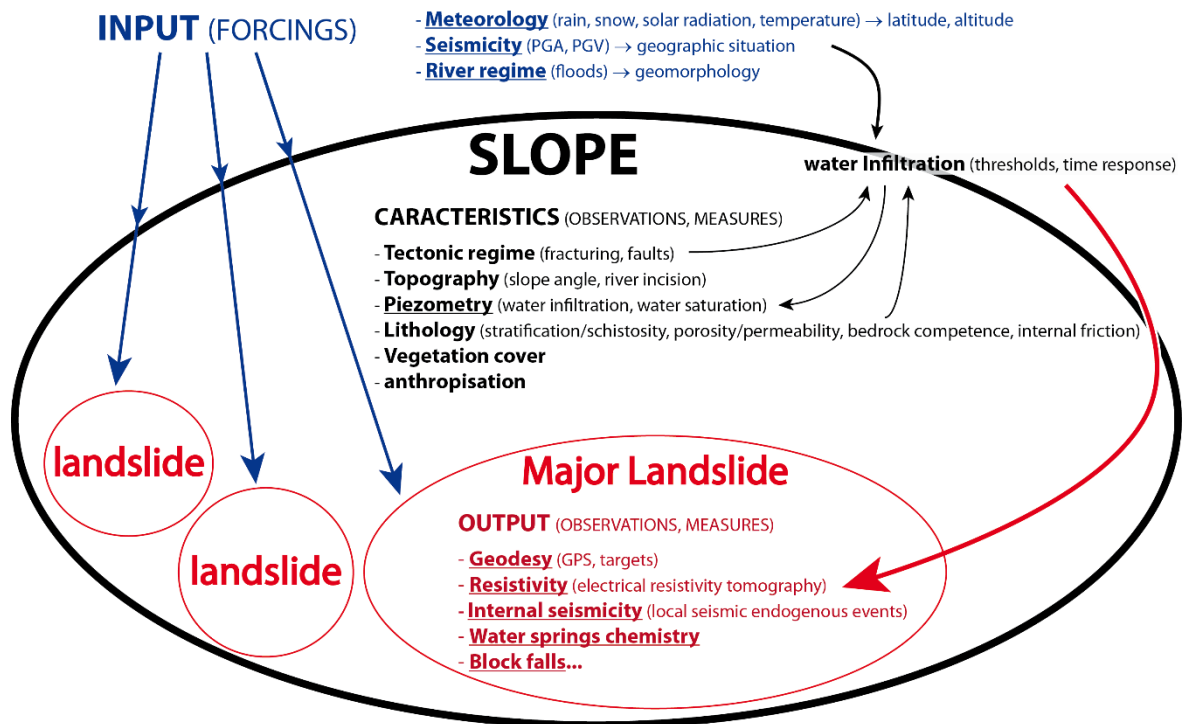 INPUT (FORCINGS)
- Meteorology (rain, snow, solar radiation, temperature) → latitude, altitude
- Seismicity (PGA, PGV) → geographic situation
- River regime (floods) → geomorphology
SLOPE
water Infiltration (thresholds, time response)
CARACTERISTICS (OBSERVATIONS, MEASURES)
- Tectonic regime (fracturing, faults)
- Topography (slope angle, river incision)
- Piezometry (water infiltration, water saturation)
- Lithology (stratification/schistosity, porosity/permeability, bedrock competence, internal friction)
- Vegetation cover
- anthropisation
landslide
landslide
Major Landslide
OUTPUT (OBSERVATIONS, MEASURES)
- Geodesy (GPS, targets)
- Resistivity (electrical resistivity tomography)
- Internal seismicity (local seismic endogenous events)
- Water springs chemistry
- Block falls...